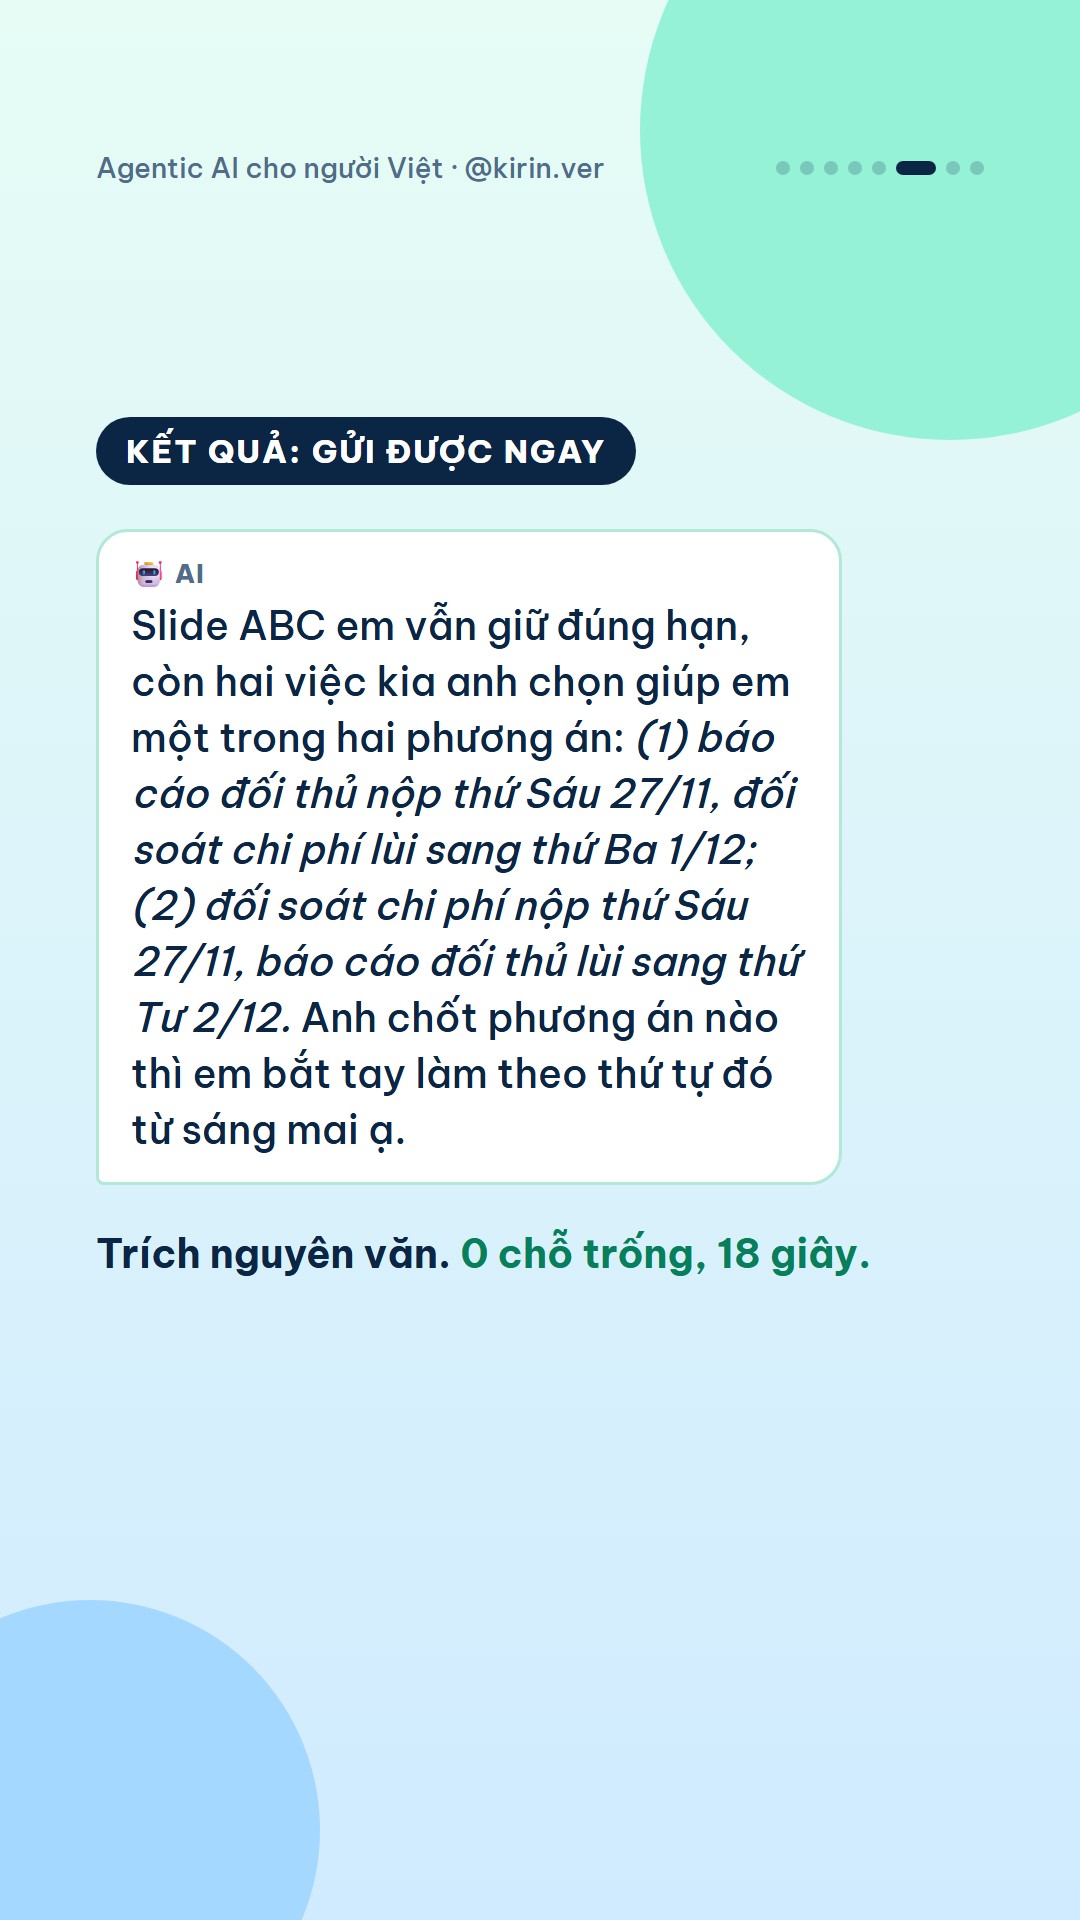 Agentic AI cho người Việt · @kirin.ver
KẾT QUẢ: GỬI ĐƯỢC NGAY
AI
Slide ABC em vẫn giữ đúng hạn,
còn hai việc kia anh chọn giúp em
một trong hai phương án: (1) báo
cáo đối thủ nộp thứ Sáu 27/11, đối
soát chi phí lùi sang thứ Ba 1/12;
(2) đối soát chi phí nộp thứ Sáu
27/11, báo cáo đối thủ lùi sang thứ
Tư 2/12. Anh chốt phương án nào
thì em bắt tay làm theo thứ tự đó
từ sáng mai ạ.
Trích nguyên văn. 0 chỗ trống, 18 giây.